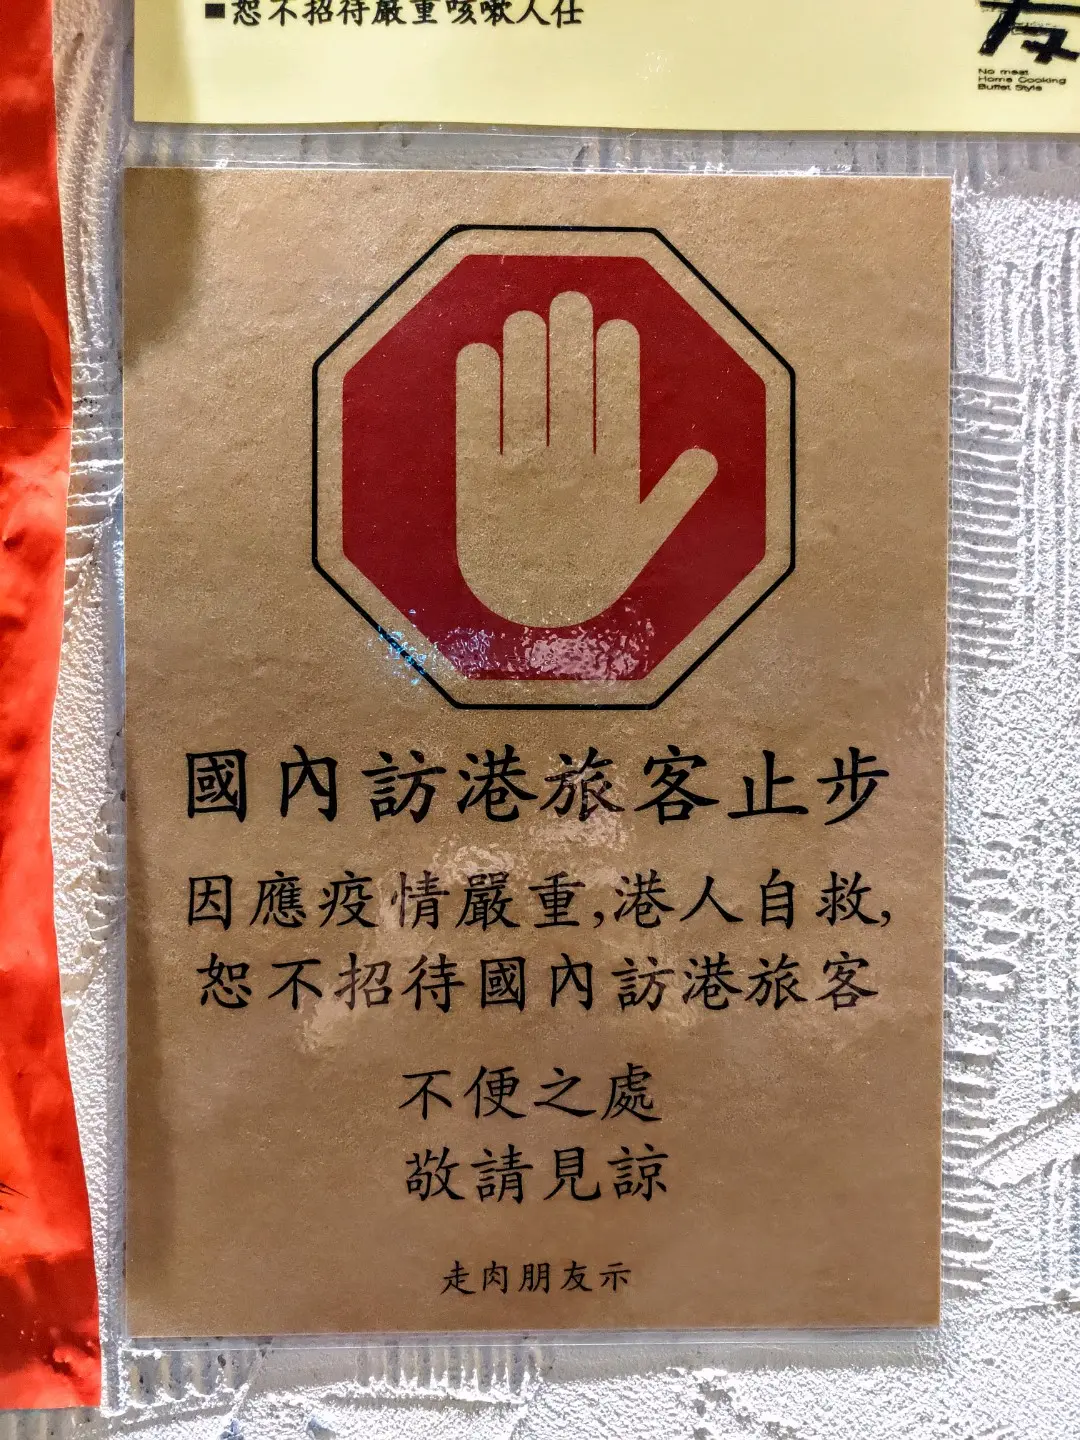 ■恕不招待嚴重咳嗽人仕
友
No meat
Home Cooking
Buffet Style
國內訪港旅客止步
因應疫情嚴重,港人自救,
恕不招待國內訪港旅客
不便之處
敬請見諒
走肉朋友示